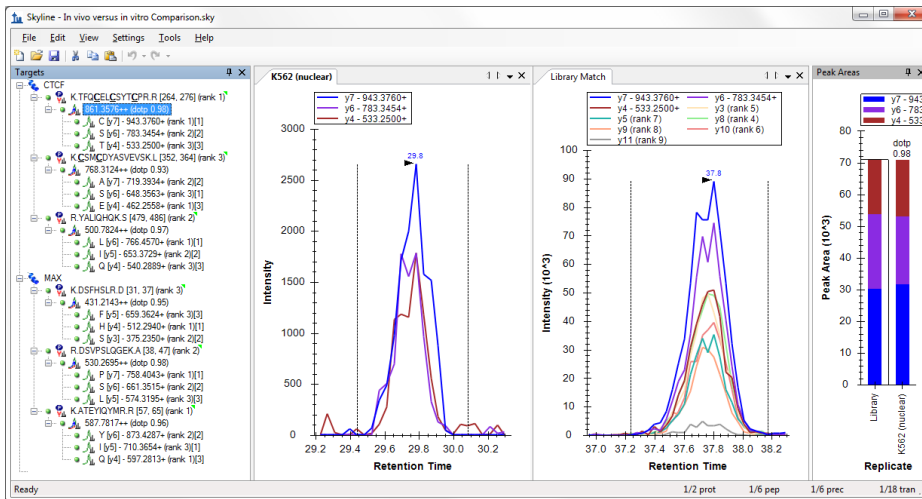 Skyline - In vivo versus in vitro Comparison.sky
File Edit View Settings Tools Help
Targets
CTCF
K.TFQCELCSYTCPR.R [264, 276] (rank 1)
861.3576++ (dotp 0.98)
C [y7] - 943.3760+ (rank 1)[1]
S [y6] - 783.3454+ (rank 2)[2]
T [y4] - 533.2500+ (rank 3)[3]
K.CSMCDYASVEVSK.L [352, 364] (rank 3)
768.3124++ (dotp 0.93)
A [y7] - 719.3934+ (rank 2)[2]
S [y6] - 648.3563+ (rank 3)[1]
E [y4] - 462.2558+ (rank 1)[3]
R.YALIQHQK.S [479, 486] (rank 2)
500.7824++ (dotp 0.97)
L [y6] - 766.4570+ (rank 1)[1]
I [y5] - 653.3729+ (rank 2)[2]
Q [y4] - 540.2889+ (rank 3)[3]
MAX
K.DSFHSLR.D [31, 37] (rank 3)
431.2143++ (dotp 0.95)
F [y5] - 659.3624+ (rank 3)[3]
H [y4] - 512.2940+ (rank 1)[1]
S [y3] - 375.2350+ (rank 2)[2]
R.DSVPSLQGEK.A [38, 47] (rank 2)
530.2695++ (dotp 0.98)
P [y7] - 758.4043+ (rank 1)[1]
S [y6] - 661.3515+ (rank 2)[2]
L [y5] - 574.3195+ (rank 3)[3]
K.ATEYIQYMR.R [57, 65] (rank 1)
587.7817++ (dotp 0.96)
Y [y6] - 873.4287+ (rank 2)[2]
I [y5] - 710.3654+ (rank 1)[1]
Q [y4] - 597.2813+ (rank 3)[3]
K562 (nuclear)
y7 - 943.3760+
y6 - 783.3454+
y4 - 533.2500+
3000
2500
2000
1500
1000
500
0
Intensity
29.8
29.2 29.4 29.6 29.8 30.0 30.2
Retention Time
Library Match
y7 - 943.3760+ y6 - 783.3454+
y4 - 533.2500+ y3 (rank 5)
y5 (rank 7) y8 (rank 4)
y9 (rank 8) y10 (rank 6)
y11 (rank 9)
100
90
80
70
60
50
40
30
20
10
0
Intensity (10^3)
37.8
37.0 37.2 37.4 37.6 37.8 38.0 38.2
Retention Time
Peak Areas
y7 - 943
y6 - 783
y4 - 533
80
70
60
50
40
30
20
10
0
Peak Area (10^3)
dotp
0.98
Library
K562 (nuclear)
Replicate
Ready 1/2 prot 1/6 pep 1/6 prec 1/18 tran